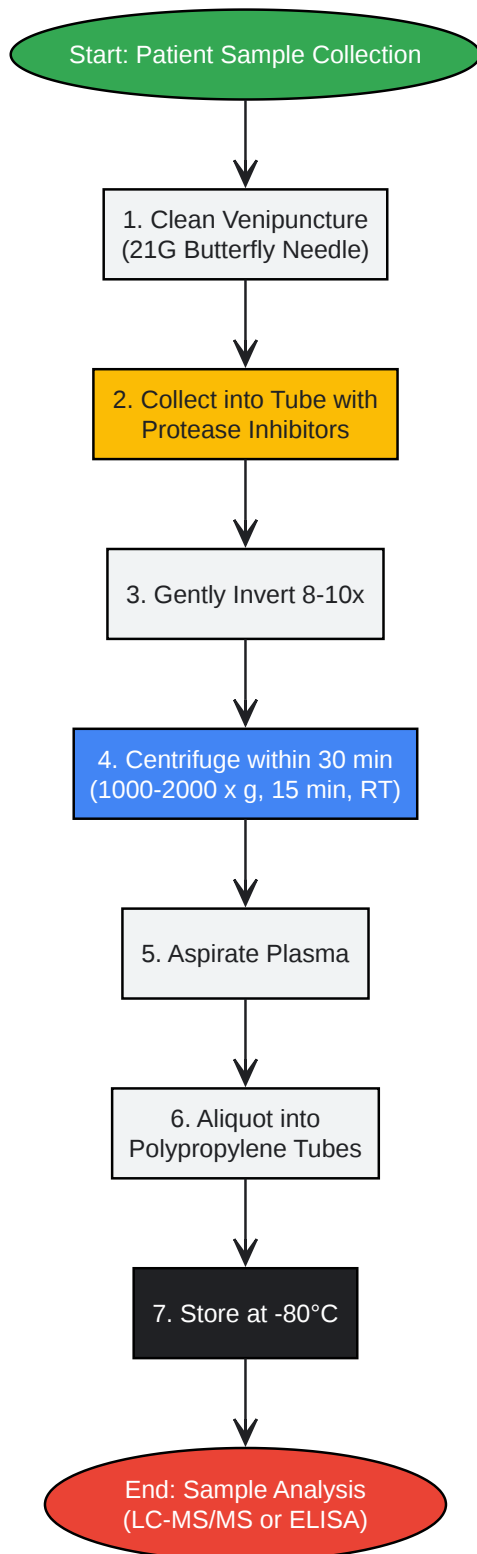 Start: Patient Sample Collection
1. Clean Venipuncture
(21G Butterfly Needle)
2. Collect into Tube with
Protease Inhibitors
3. Gently Invert 8-10x
4. Centrifuge within 30 min
(1000-2000 x g, 15 min, RT)
5. Aspirate Plasma
6. Aliquot into
Polypropylene Tubes
7. Store at -80°C
End: Sample Analysis
(LC-MS/MS or ELISA)